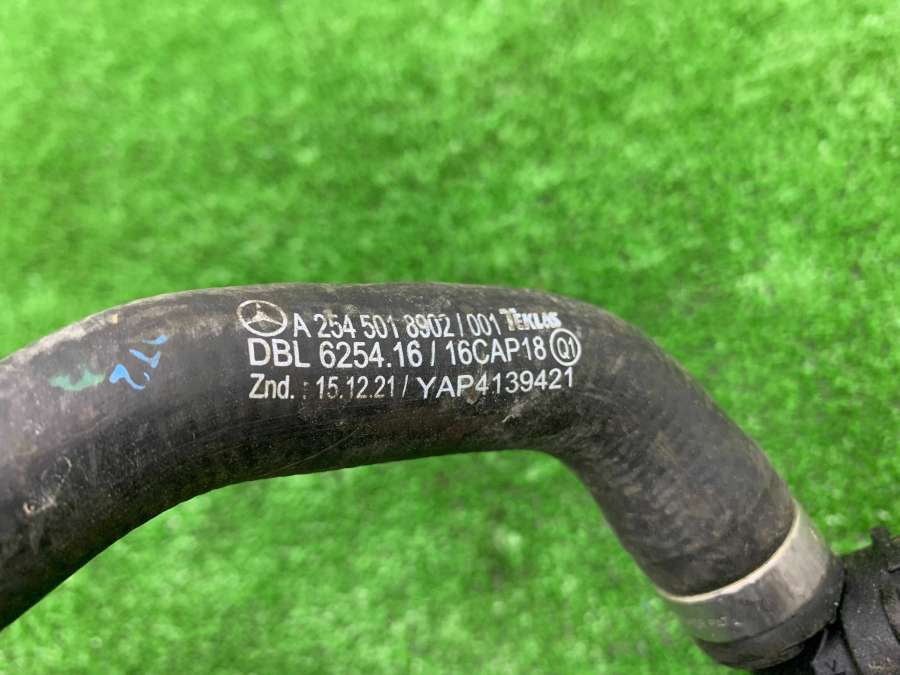 A 254 501 8902 / 001 TEKLAS
DBL 6254.16 / 16CAP18 Q1
Znd. : 15.12.21 / YAP4139421